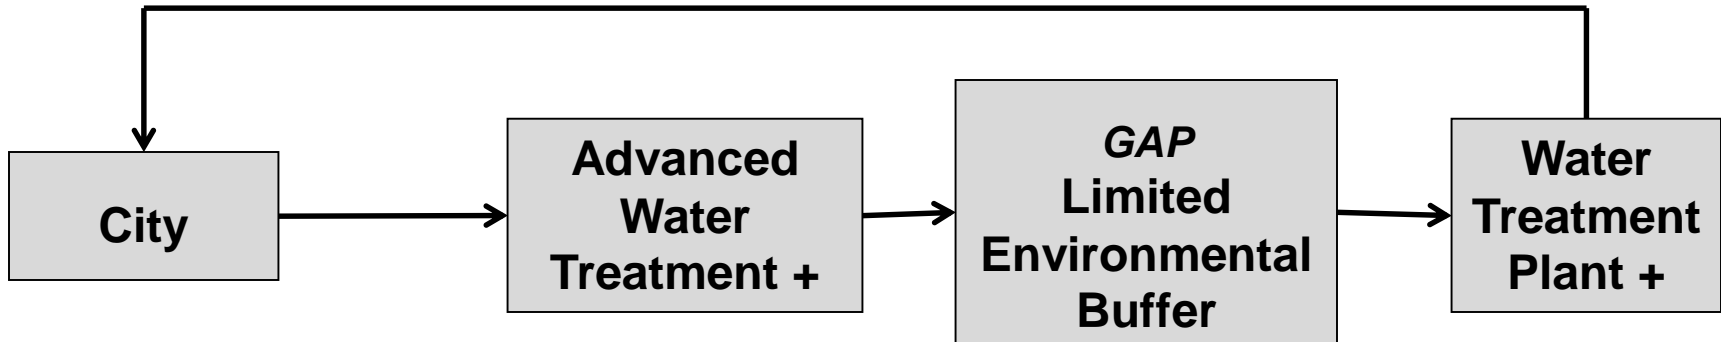 City
Advanced
Water
Treatment +
GAP
Limited
Environmental
Buffer
Water
Treatment
Plant +